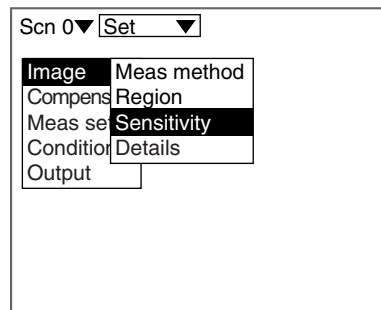 Scn 0▼ Set ▼
Image Meas method
Compens Region
Meas set Sensitivity
Condition Details
Output